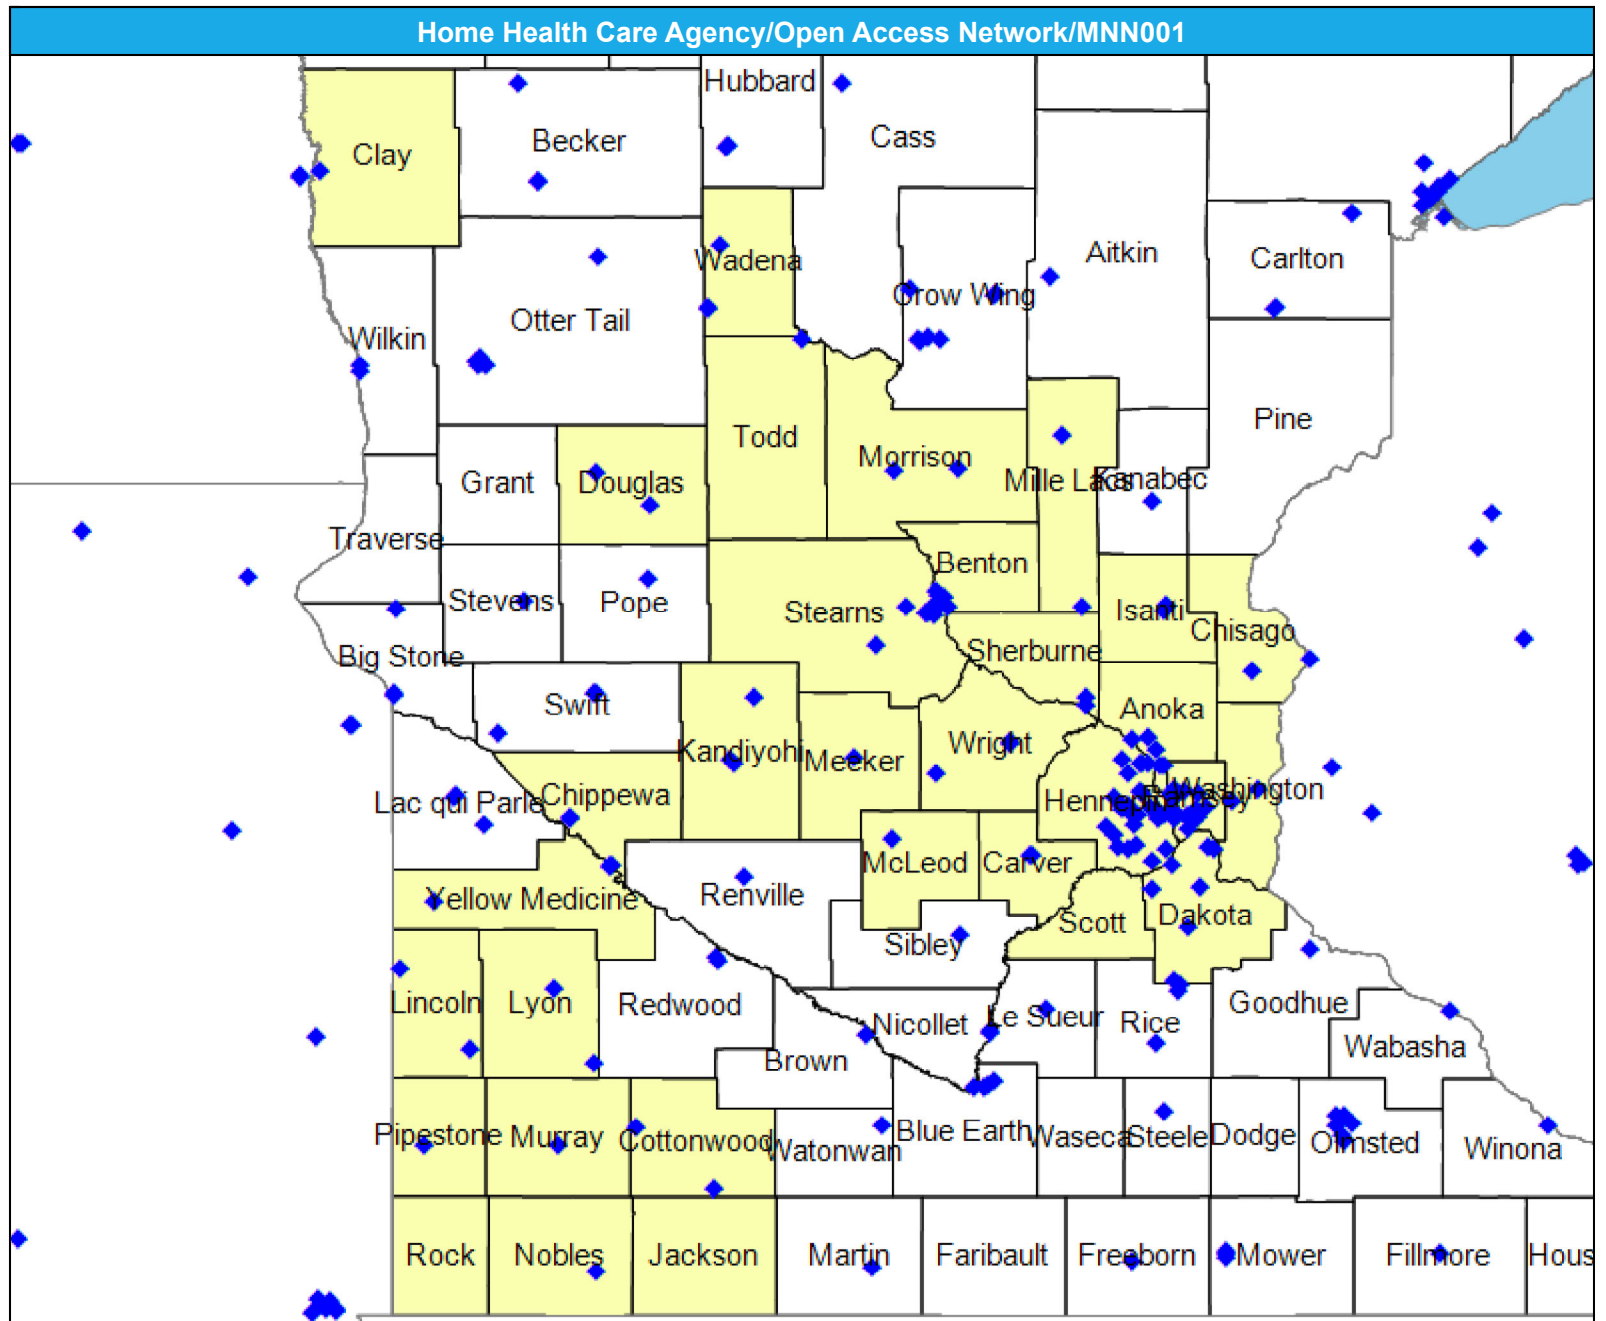 Home Health Care Agency/Open Access Network/MNN001
Hubbard
Cass
Becker
Clay
Wadena
Aitkin
Carlton
Crow Wing
Otter Tail
Wilkin
Pine
Todd
Morrison
Grant
Douglas
Mille Lacs
Kanabec
Traverse
Benton
Stevens
Pope
Stearns
Isanti
Chisago
Big Stone
Sherburne
Swift
Anoka
Kandiyohi
Meeker
Wright
Lac qui Parle
Chippewa
Hennepin
Ramsey
Washington
McLeod
Carver
Yellow Medicine
Renville
Scott
Dakota
Sibley
Lincoln
Lyon
Redwood
Nicollet
Le Sueur
Rice
Goodhue
Wabasha
Brown
Pipestone
Murray
Cottonwood
Watonwan
Blue Earth
Waseca
Steele
Dodge
Olmsted
Winona
Rock
Nobles
Jackson
Martin
Faribault
Freeborn
Mower
Fillmore
Hous